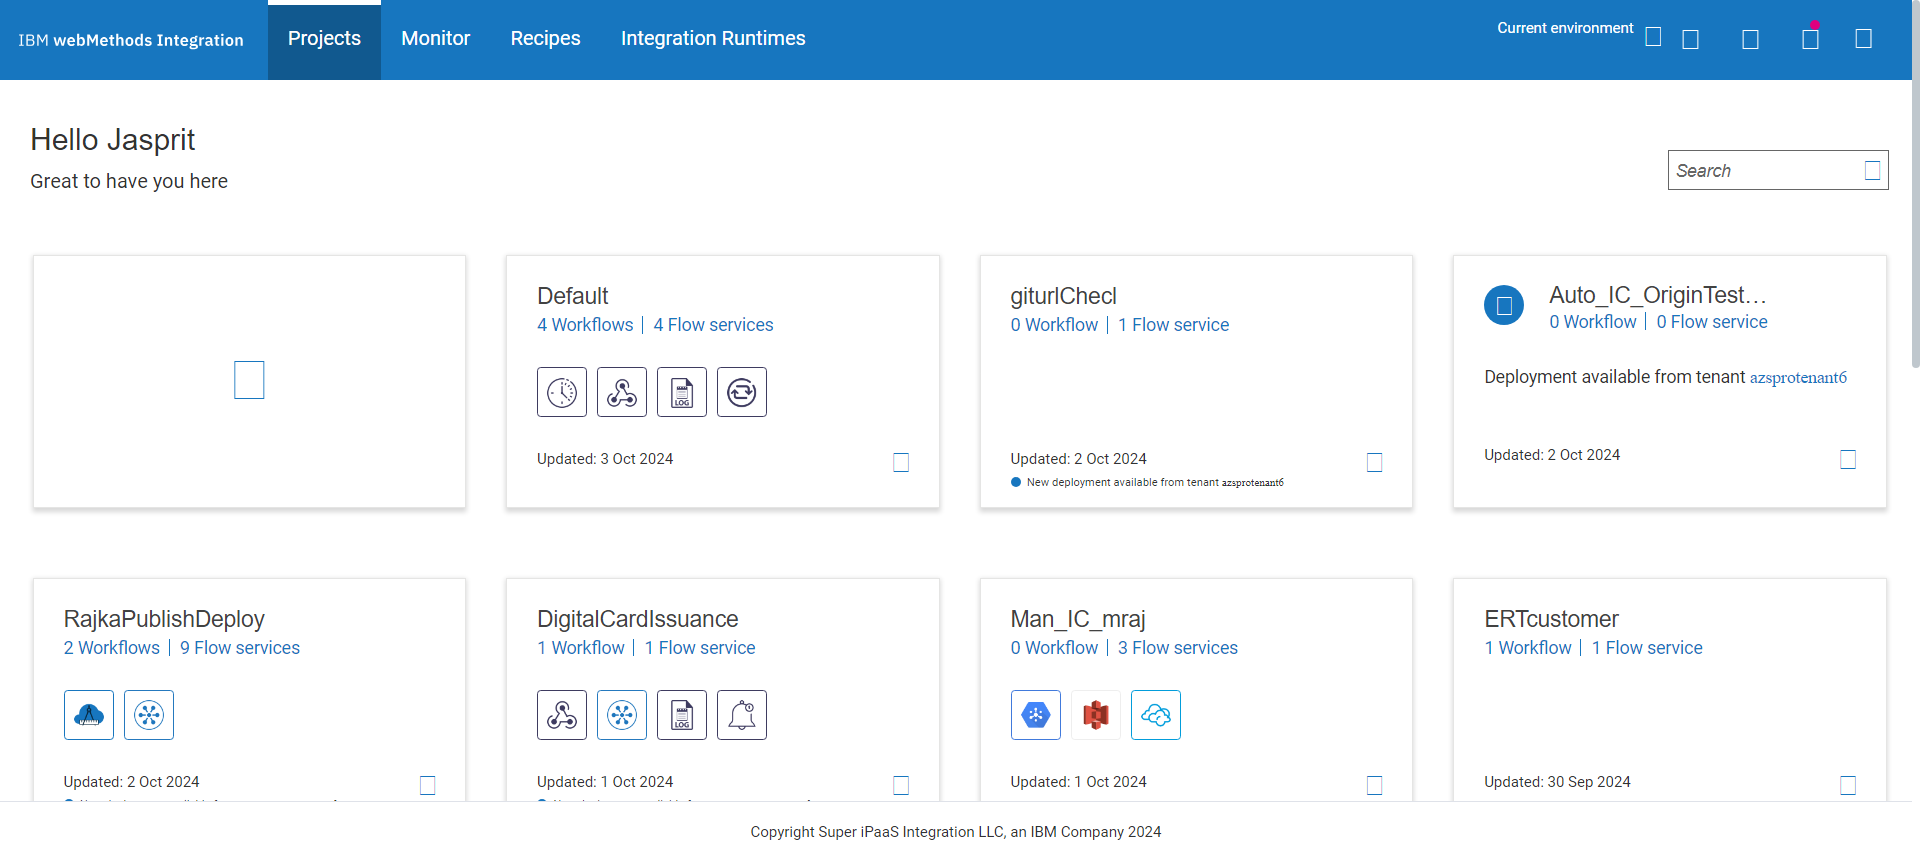 IBM webMethods Integration
Projects
Monitor
Recipes
Integration Runtimes
Current environment
Hello Jasprit
Great to have you here
Search
Default
4 Workflows | 4 Flow services
LOG
Updated: 3 Oct 2024
giturlChecl
0 Workflow | 1 Flow service
Updated: 2 Oct 2024
New deployment available from tenant azsprotenant6
Auto_IC_OriginTest...
0 Workflow | 0 Flow service
Deployment available from tenant azsprotenant6
Updated: 2 Oct 2024
RajkaPublishDeploy
2 Workflows | 9 Flow services
Updated: 2 Oct 2024
DigitalCardIssuance
1 Workflow | 1 Flow service
LOG
Updated: 1 Oct 2024
Man_IC_mraj
0 Workflow | 3 Flow services
Updated: 1 Oct 2024
ERTcustomer
1 Workflow | 1 Flow service
Updated: 30 Sep 2024
Copyright Super iPaaS Integration LLC, an IBM Company 2024